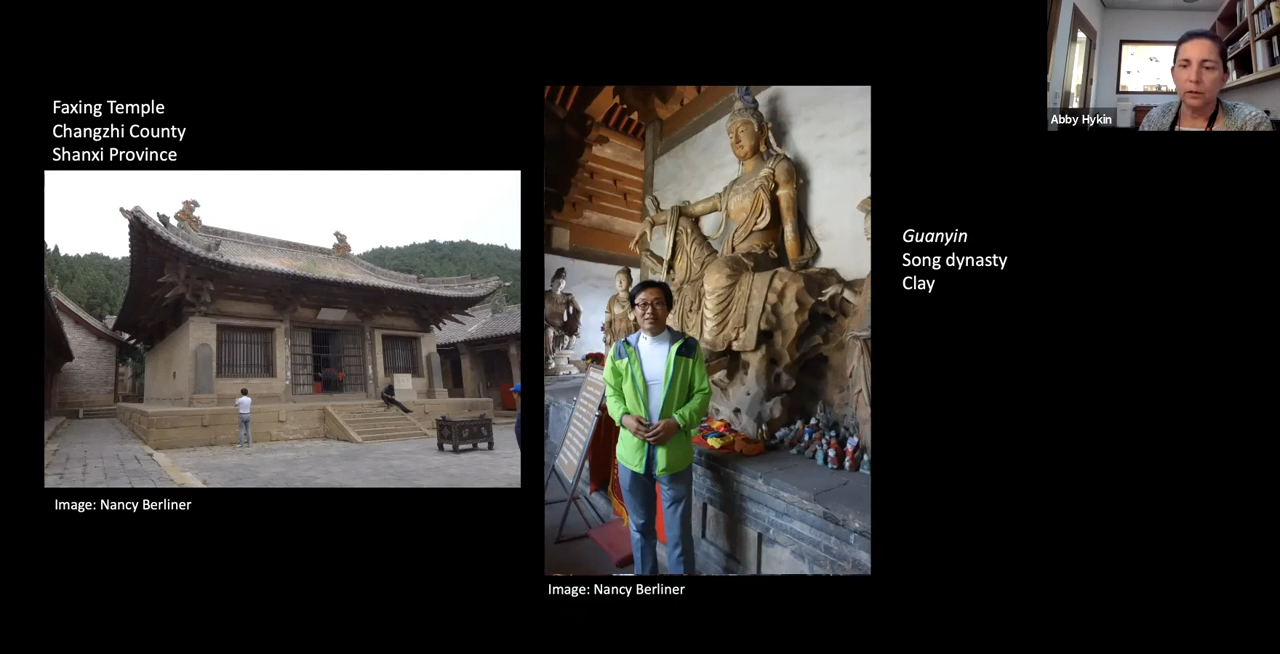 Faxing Temple
Changzhi County
Shanxi Province
Image: Nancy Berliner
Image: Nancy Berliner
Guanyin
Song dynasty
Clay
Abby Hykin